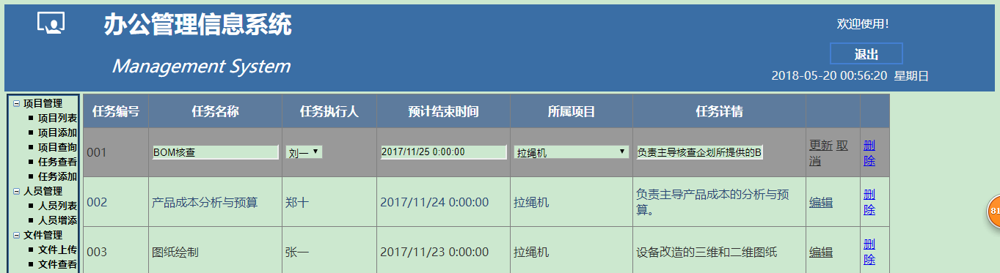 办公管理信息系统
Management System
欢迎使用!
退出
2018-05-20 00:56:20 星期日
项目管理
项目列表
项目添加
项目查询
任务查看
任务添加
人员管理
人员列表
人员增添
文件管理
文件上传
文件查看
任务编号 任务名称 任务执行人 预计结束时间 所属项目 任务详情
001 BOM核查 刘一 2017/11/25 0:00:00 拉绳机 负责主导核查企划所提供的B 更新 取消 删除
002 产品成本分析与预算 郑十 2017/11/24 0:00:00 拉绳机 负责主导产品成本的分析与预算。 编辑 删除
003 图纸绘制 张一 2017/11/23 0:00:00 拉绳机 设备改造的三维和二维图纸 编辑 删除
81